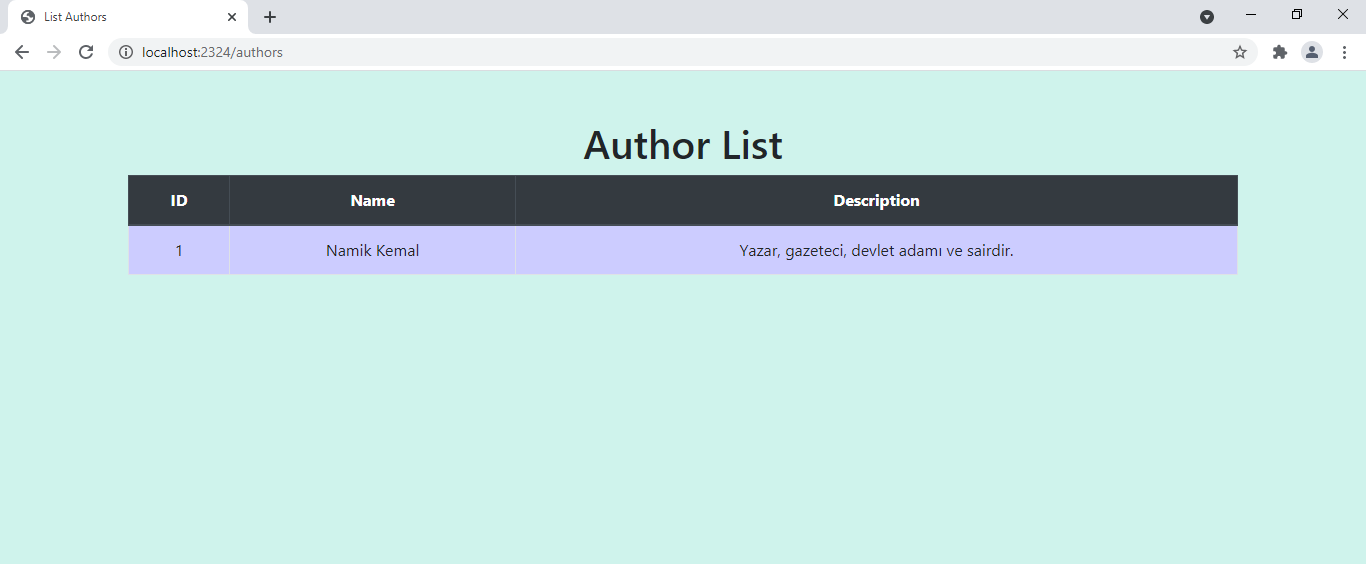 List Authors
localhost:2324/authors
Author List
ID Name Description
1 Namik Kemal Yazar, gazeteci, devlet adamı ve sairdir.